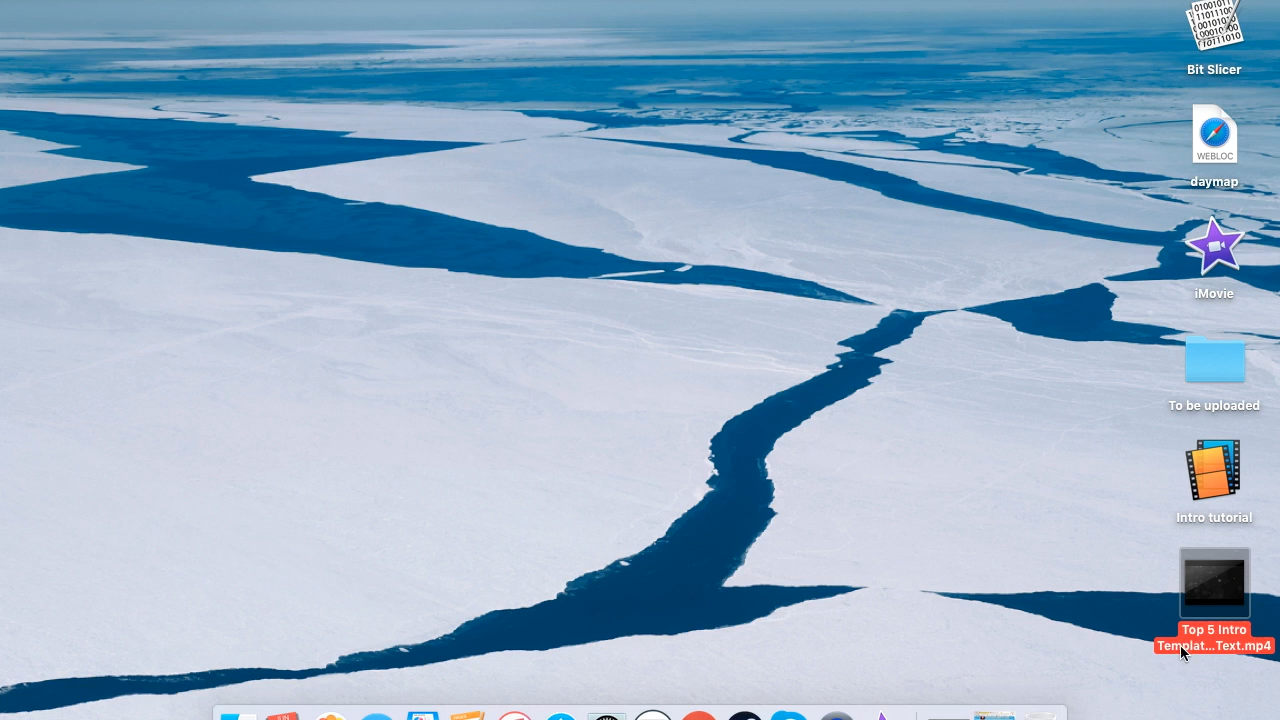 Bit Slicer
WEBLOC
daymap
iMovie
To be uploaded
Intro tutorial
Top 5 Intro
Templat...Text.mp4